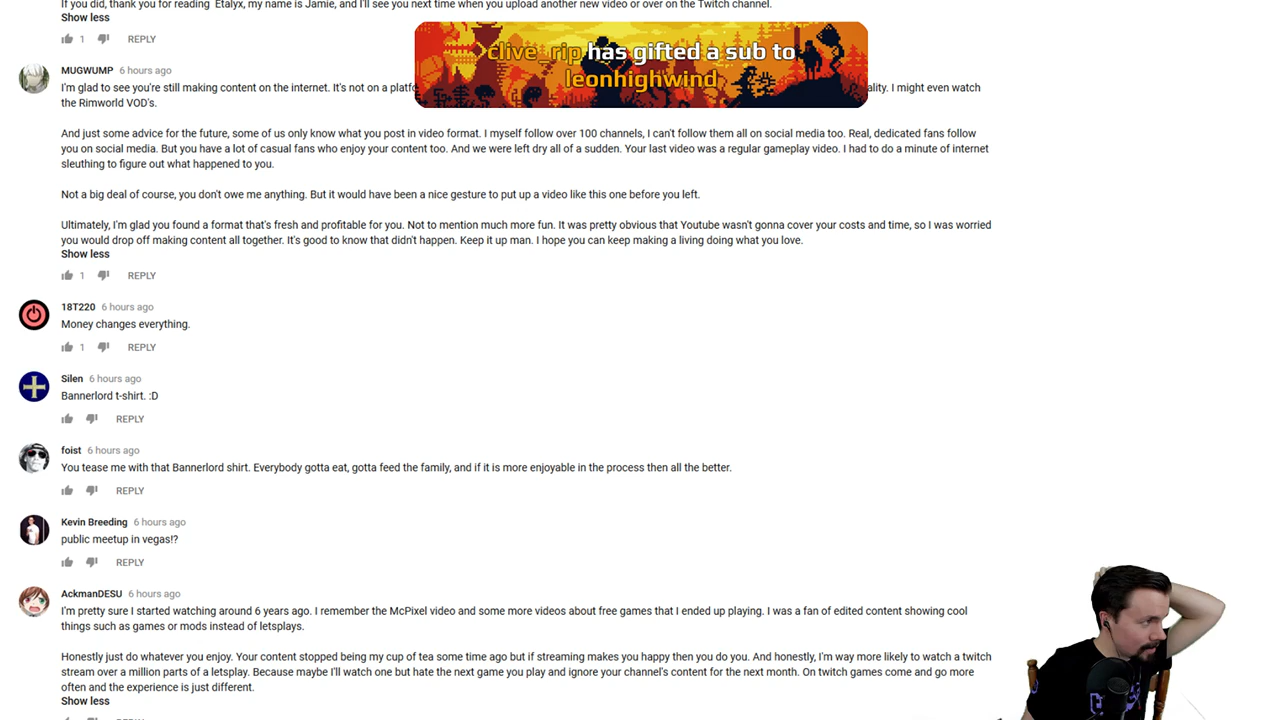 If you did, thank you for reading Etalyx, my name is Jamie, and I'll see you next time when you upload another new video or over on the Twitch channel.
Show less
1 REPLY
clive_rip has gifted a sub to
leonhighwind
MUGWUMP 6 hours ago
I'm glad to see you're still making content on the internet. It's not on a platfo ality. I might even watch
the Rimworld VOD's.
And just some advice for the future, some of us only know what you post in video format. I myself follow over 100 channels, I can't follow them all on social media too. Real, dedicated fans follow
you on social media. But you have a lot of casual fans who enjoy your content too. And we were left dry all of a sudden. Your last video was a regular gameplay video. I had to do a minute of internet
sleuthing to figure out what happened to you.
Not a big deal of course, you don't owe me anything. But it would have been a nice gesture to put up a video like this one before you left.
Ultimately, I'm glad you found a format that's fresh and profitable for you. Not to mention much more fun. It was pretty obvious that Youtube wasn't gonna cover your costs and time, so I was worried
you would drop off making content all together. It's good to know that didn't happen. Keep it up man. I hope you can keep making a living doing what you love.
Show less
1 REPLY
18T220 6 hours ago
Money changes everything.
1 REPLY
Silen 6 hours ago
Bannerlord t-shirt. :D
REPLY
foist 6 hours ago
You tease me with that Bannerlord shirt. Everybody gotta eat, gotta feed the family, and if it is more enjoyable in the process then all the better.
REPLY
Kevin Breeding 6 hours ago
public meetup in vegas!?
REPLY
AckmanDESU 6 hours ago
I'm pretty sure I started watching around 6 years ago. I remember the McPixel video and some more videos about free games that I ended up playing. I was a fan of edited content showing cool
things such as games or mods instead of letsplays.
Honestly just do whatever you enjoy. Your content stopped being my cup of tea some time ago but if streaming makes you happy then you do you. And honestly, I'm way more likely to watch a twitch
stream over a million parts of a letsplay. Because maybe I'll watch one but hate the next game you play and ignore your channel's content for the next month. On twitch games come and go more
often and the experience is just different.
Show less